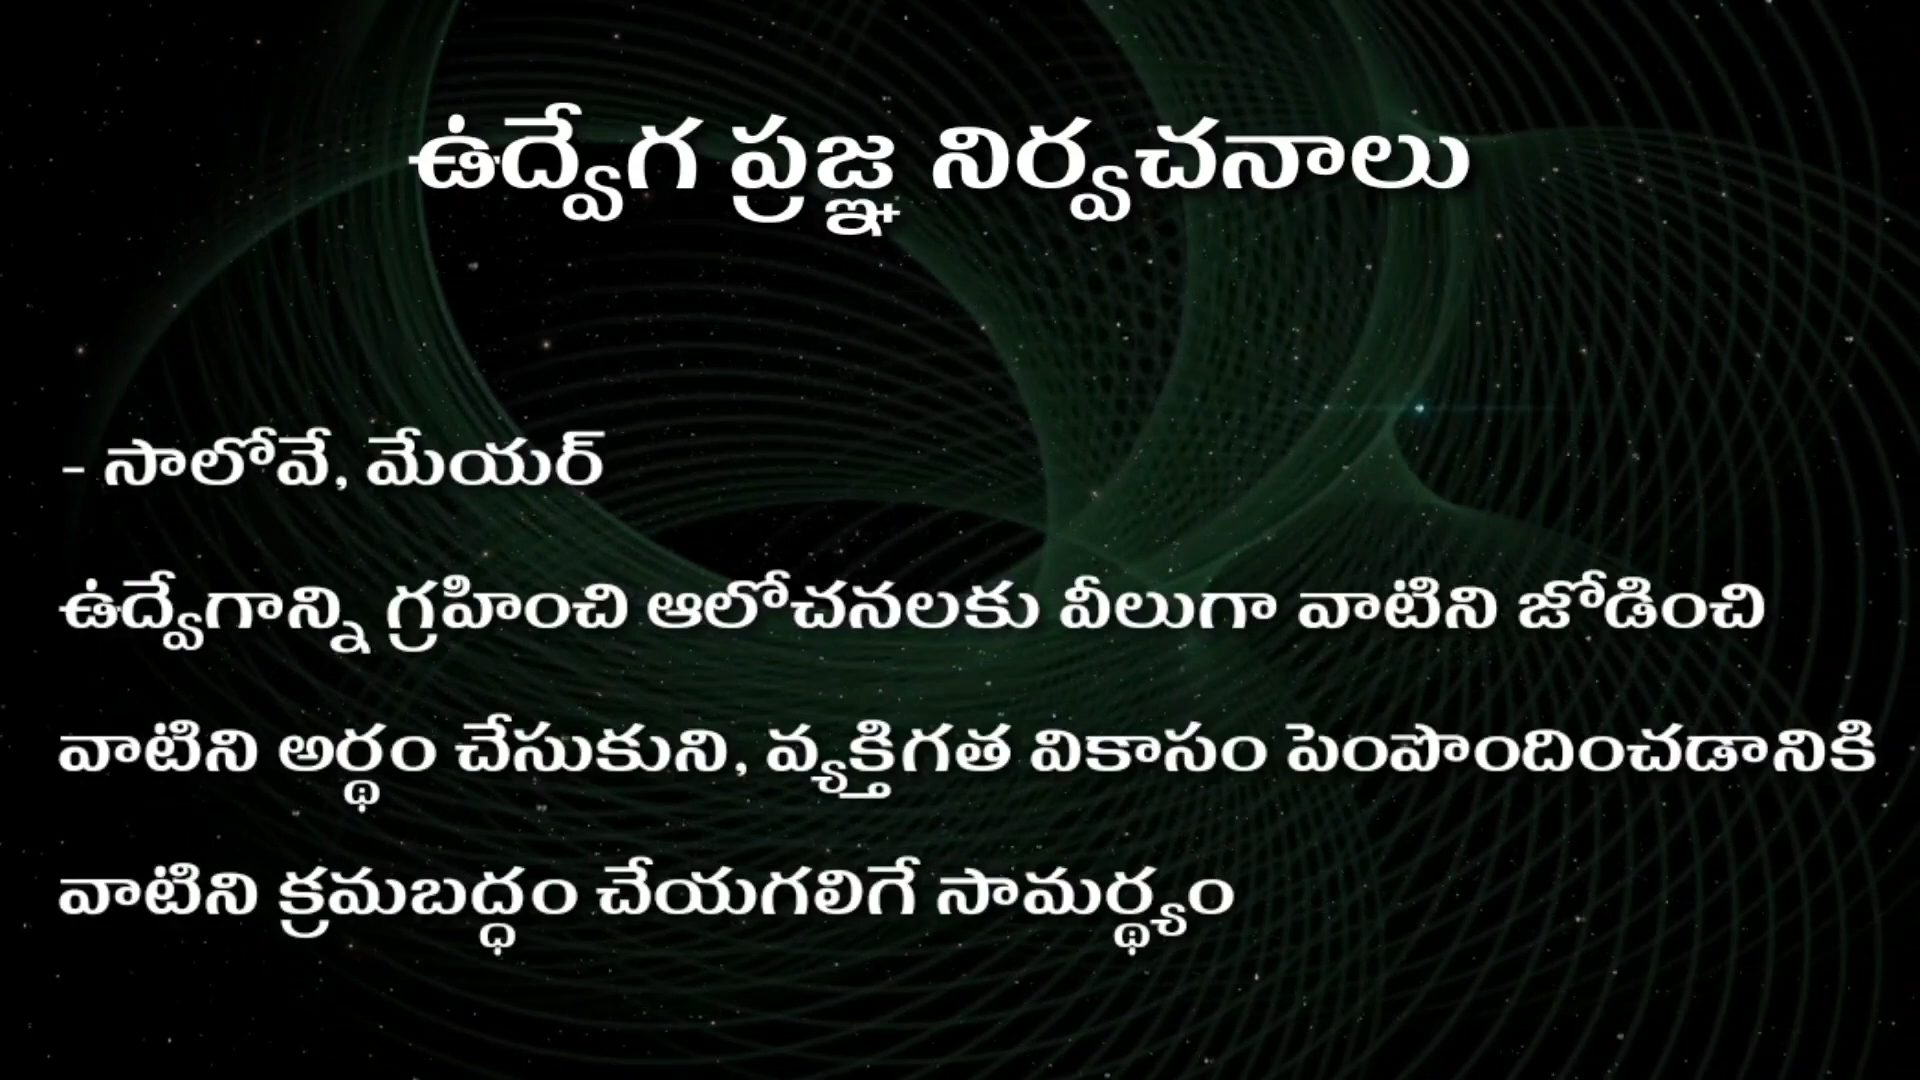 ఉద్వేగ ప్రజ్ఞ నిర్వచనాలు
- సాలోవే, మేయర్
ఉద్వేగాన్ని గ్రహించి ఆలోచనలకు వీలుగా వాటిని జోడించి
వాటిని అర్థం చేసుకుని, వ్యక్తిగత వికాసం పెంపొందించడానికి
వాటిని క్రమబద్ధం చేయగలిగే సామర్థ్యం